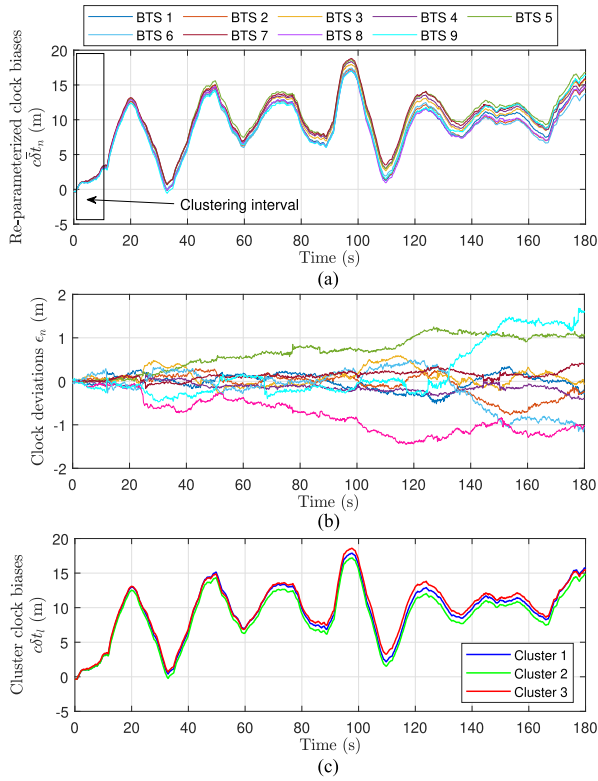 BTS 1 BTS 2 BTS 3 BTS 4 BTS 5
BTS 6 BTS 7 BTS 8 BTS 9
Re-parameterized clock biases
cδ̄tₙ (m)
20
15
10
5
0
-5
Clustering interval
0 20 40 60 80 100 120 140 160 180
Time (s)
(a)
Clock deviations ϵₙ (m)
2
1
0
-1
-2
0 20 40 60 80 100 120 140 160 180
Time (s)
(b)
Cluster clock biases
cδtₗ (m)
20
15
10
5
0
-5
Cluster 1
Cluster 2
Cluster 3
0 20 40 60 80 100 120 140 160 180
Time (s)
(c)